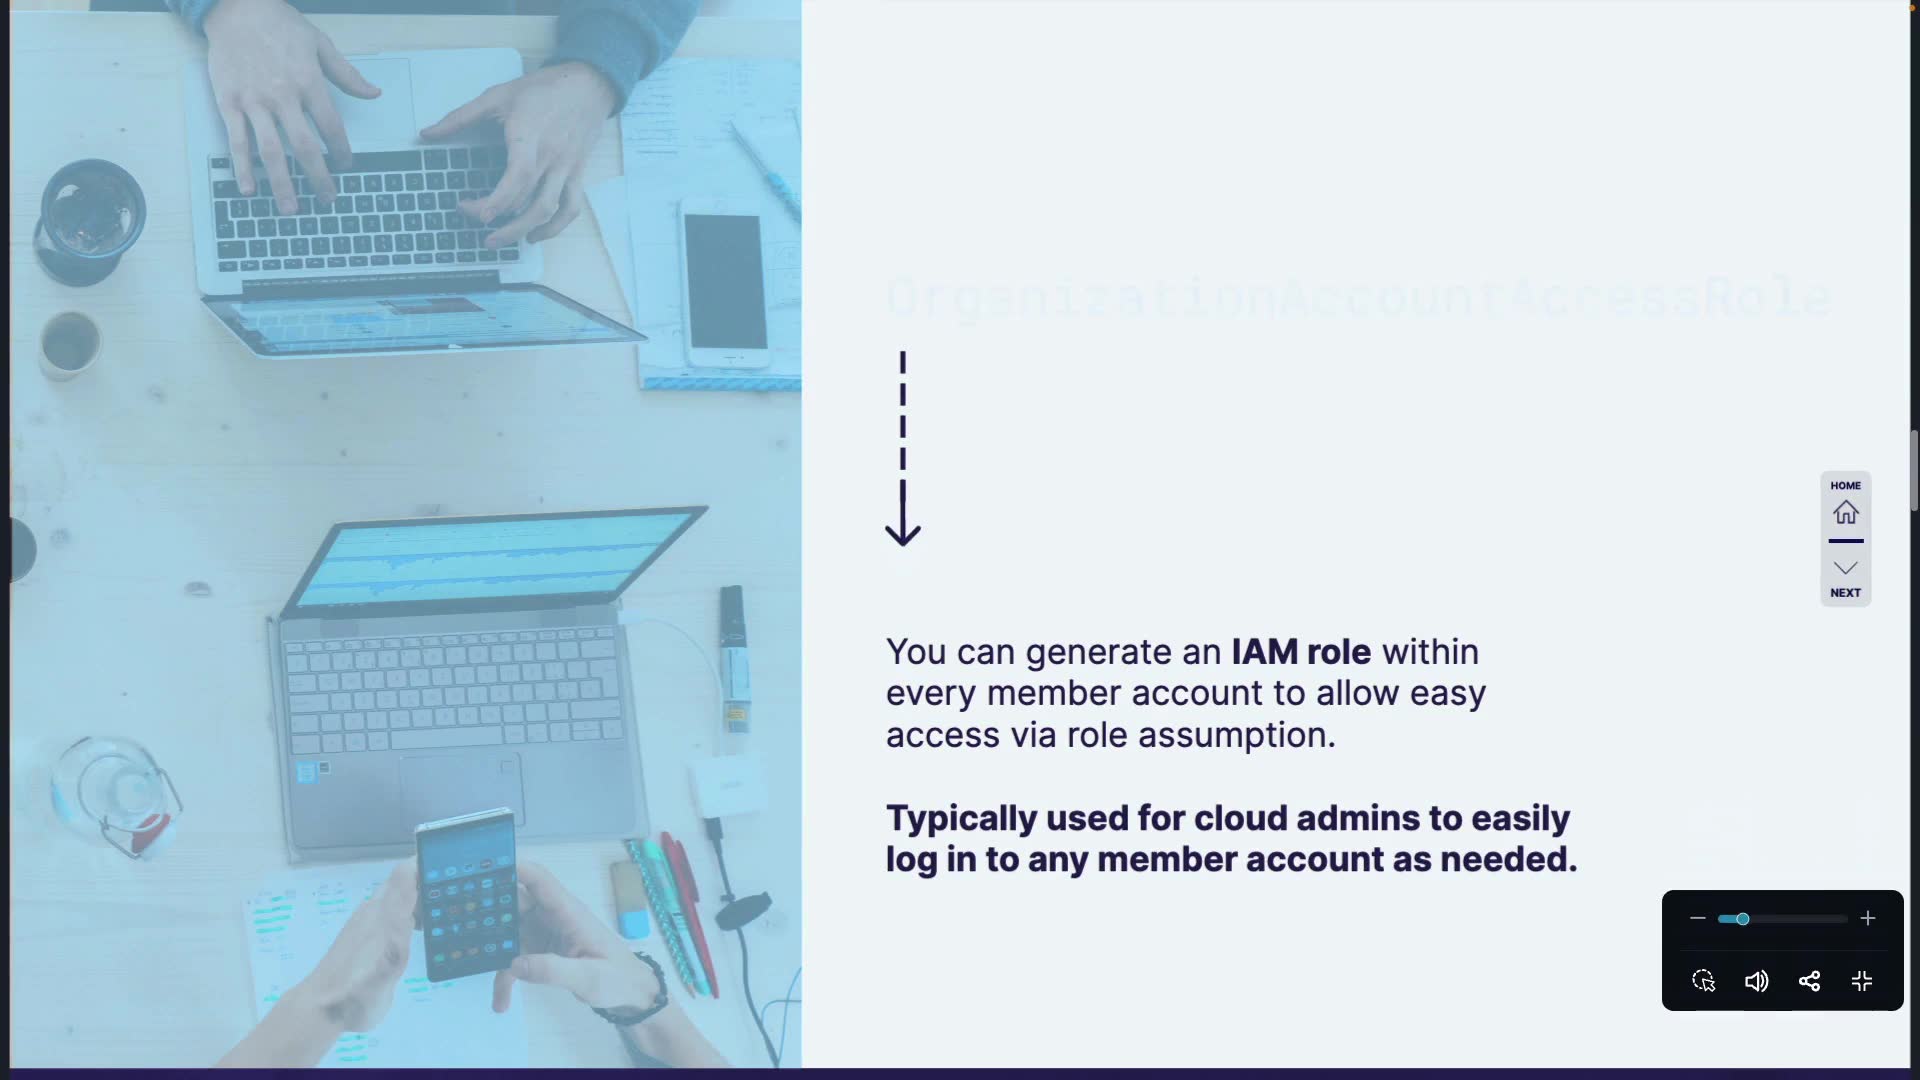 OrganizationAccountAccessRole
HOME
NEXT
You can generate an IAM role within
every member account to allow easy
access via role assumption.
Typically used for cloud admins to easily
log in to any member account as needed.